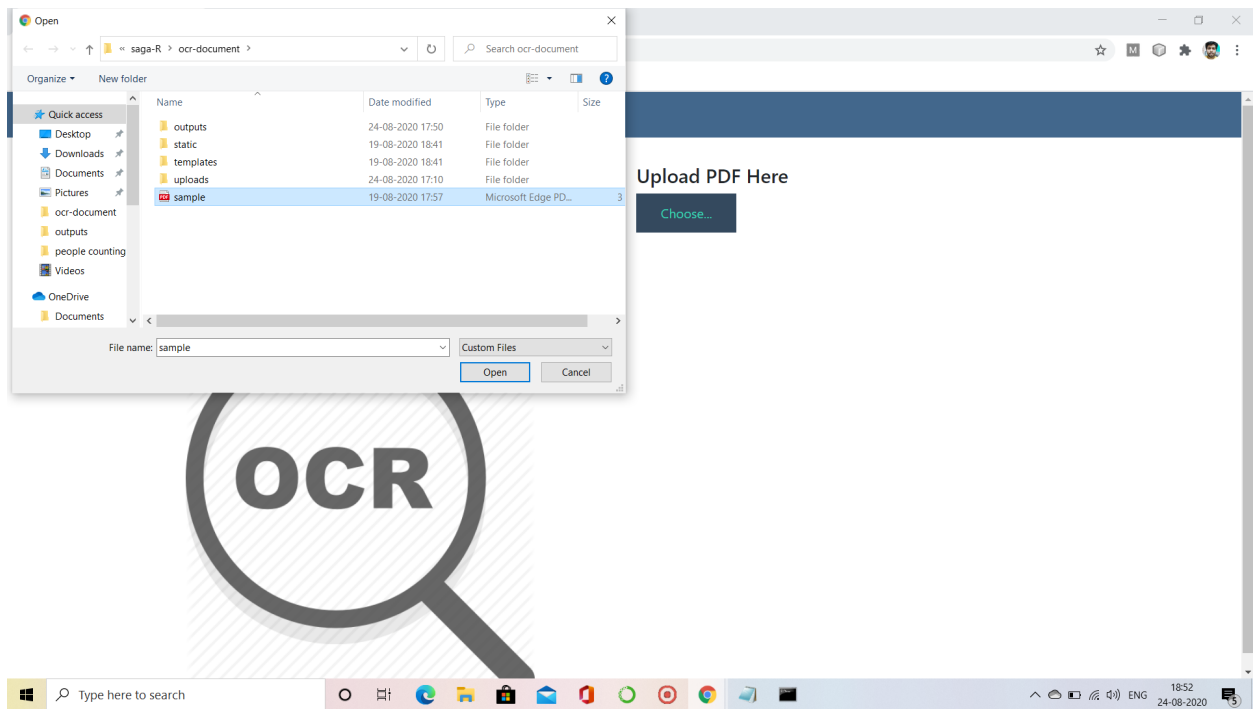 Open
« saga-R > ocr-document >
Search ocr-document
Organize
New folder
Name
Date modified
Type
Size
Quick access
Desktop
Downloads
Documents
Pictures
ocr-document
outputs
people counting
Videos
OneDrive
Documents
outputs 24-08-2020 17:50 File folder
static 19-08-2020 18:41 File folder
templates 19-08-2020 18:41 File folder
uploads 24-08-2020 17:10 File folder
PDF sample 19-08-2020 17:57 Microsoft Edge PD... 3
File name: sample
Custom Files
Open
Cancel
M
Upload PDF Here
Choose...
OCR
Type here to search
ENG
18:52
24-08-2020
5